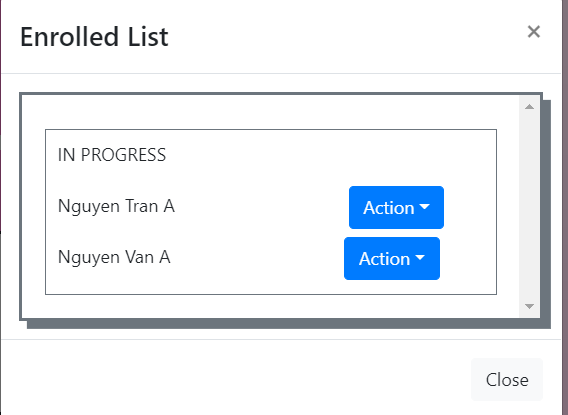 Enrolled List
×
IN PROGRESS
Nguyen Tran A Action
Nguyen Van A Action
Close